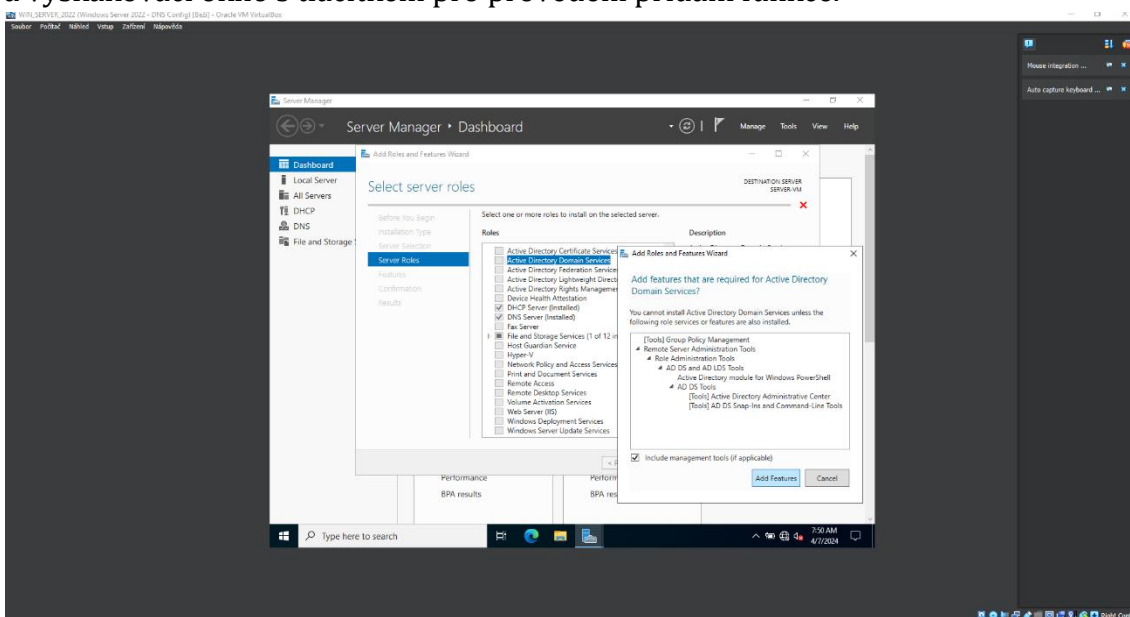 a vyskakovací okno s tlačítkem pro provedení přidání funkce.
WIN_SERVER_2022 (Windows Server 2022 - DNS Config) [Běží] - Oracle VM VirtualBox
Soubor Počítač Náhled Vstup Zařízení Nápověda
Mouse integration ...
Auto capture keyboard ...
Server Manager
Server Manager • Dashboard
Manage Tools View Help
Dashboard
Local Server
All Servers
DHCP
DNS
File and Storage
Add Roles and Features Wizard
Select server roles
DESTINATION SERVER
SERVER-VM
Before You Begin
Installation Type
Server Selection
Server Roles
Features
Confirmation
Results
Select one or more roles to install on the selected server.
Roles
Description
Active Directory Certificate Services
Active Directory Domain Services
Active Directory Federation Service
Active Directory Lightweight Direct
Active Directory Rights Managemen
Device Health Attestation
DHCP Server (Installed)
DNS Server (Installed)
Fax Server
File and Storage Services (1 of 12 in
Host Guardian Service
Hyper-V
Network Policy and Access Services
Print and Document Services
Remote Access
Remote Desktop Services
Volume Activation Services
Web Server (IIS)
Windows Deployment Services
Windows Server Update Services
Add Roles and Features Wizard
Add features that are required for Active Directory
Domain Services?
You cannot install Active Directory Domain Services unless the
following role services or features are also installed.
[Tools] Group Policy Management
Remote Server Administration Tools
Role Administration Tools
AD DS and AD LDS Tools
Active Directory module for Windows PowerShell
AD DS Tools
[Tools] Active Directory Administrative Center
[Tools] AD DS Snap-Ins and Command-Line Tools
Include management tools (if applicable)
Add Features Cancel
Performance
BPA results
BPA res
Type here to search
7:50 AM
4/7/2024